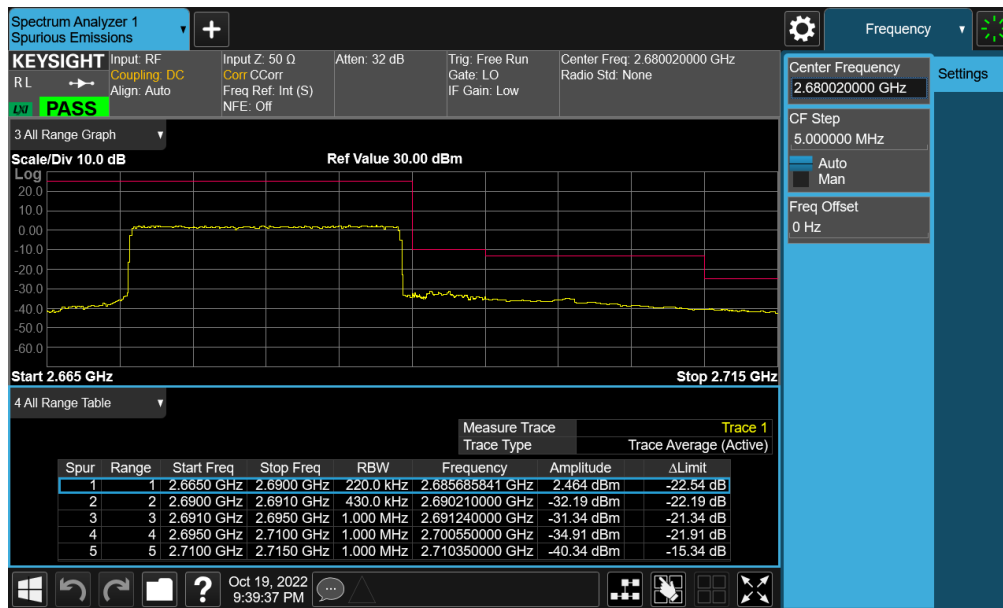 Spectrum Analyzer 1
Spurious Emissions
+
Frequency
KEYSIGHT
R L
LXI
PASS
Input: RF
Coupling: DC
Align: Auto
Input Z: 50 Ω
Corr CCorr
Freq Ref: Int (S)
NFE: Off
Atten: 32 dB
Trig: Free Run
Gate: LO
IF Gain: Low
Center Freq: 2.680020000 GHz
Radio Std: None
Center Frequency
2.680020000 GHz
Settings
CF Step
5.000000 MHz
Auto
Man
Freq Offset
0 Hz
3 All Range Graph
Scale/Div 10.0 dB
Ref Value 30.00 dBm
Log
20.0
10.0
0.00
-10.0
-20.0
-30.0
-40.0
-50.0
-60.0
Start 2.665 GHz
Stop 2.715 GHz
4 All Range Table
Measure Trace Trace 1
Trace Type Trace Average (Active)
Spur Range Start Freq Stop Freq RBW Frequency Amplitude ΔLimit
1 1 2.6650 GHz 2.6900 GHz 220.0 kHz 2.685685841 GHz 2.464 dBm -22.54 dB
2 2 2.6900 GHz 2.6910 GHz 430.0 kHz 2.690210000 GHz -32.19 dBm -22.19 dB
3 3 2.6910 GHz 2.6950 GHz 1.000 MHz 2.691240000 GHz -31.34 dBm -21.34 dB
4 4 2.6950 GHz 2.7100 GHz 1.000 MHz 2.700550000 GHz -34.91 dBm -21.91 dB
5 5 2.7100 GHz 2.7150 GHz 1.000 MHz 2.710350000 GHz -40.34 dBm -15.34 dB
?
Oct 19, 2022
9:39:37 PM